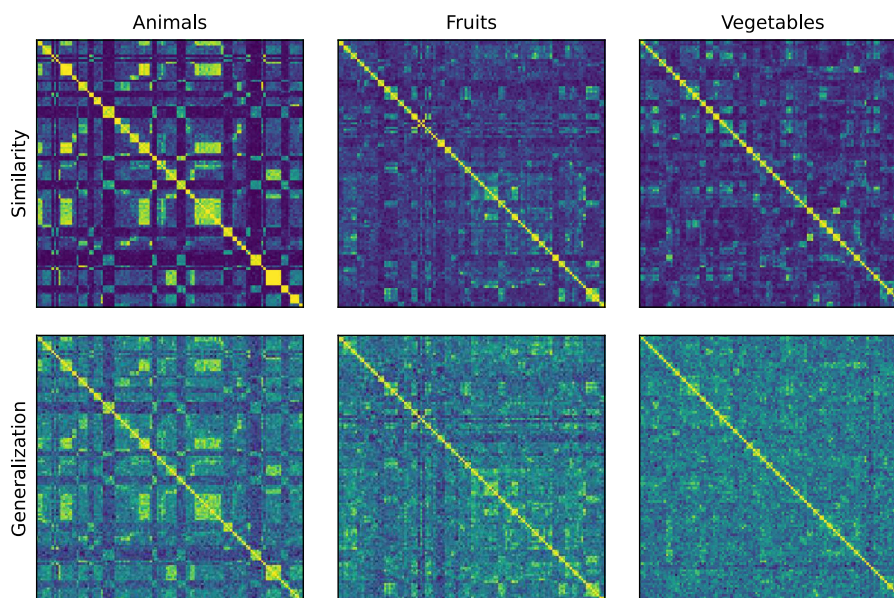 Animals
Fruits
Vegetables
Similarity
Generalization